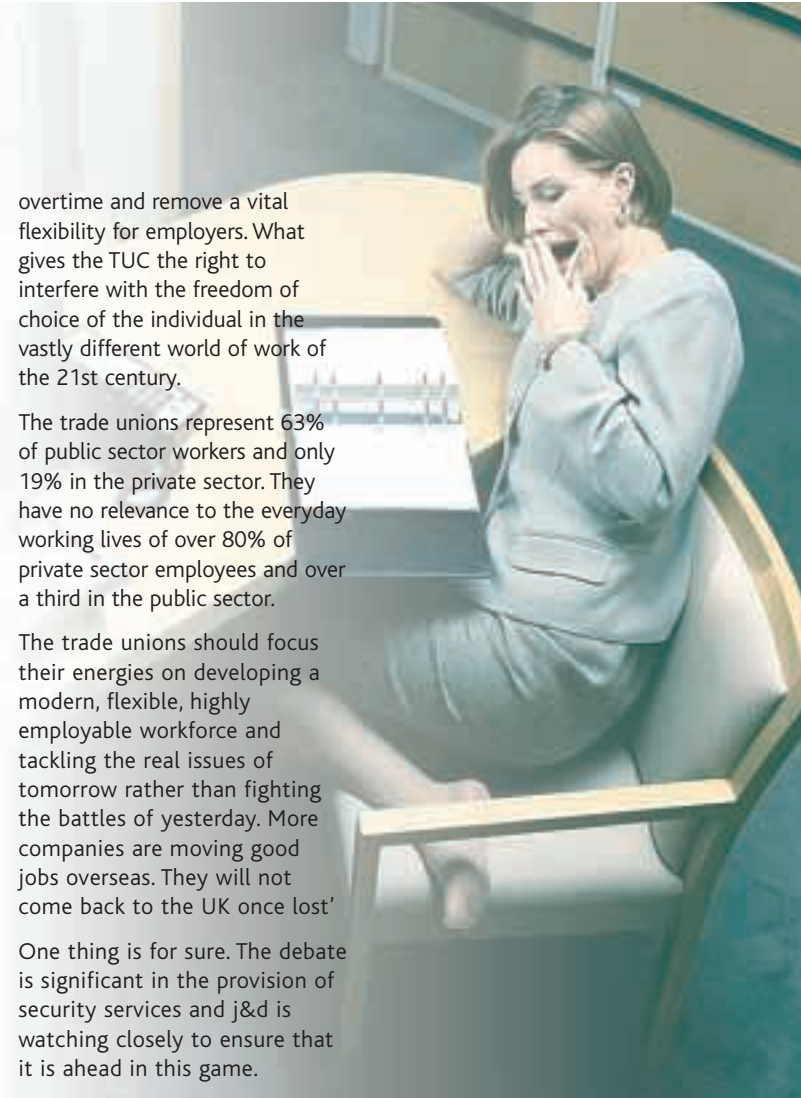 overtime and remove a vital
flexibility for employers. What
gives the TUC the right to
interfere with the freedom of
choice of the individual in the
vastly different world of work of
the 21st century.
The trade unions represent 63%
of public sector workers and only
19% in the private sector. They
have no relevance to the everyday
working lives of over 80% of
private sector employees and over
a third in the public sector.
The trade unions should focus
their energies on developing a
modern, flexible, highly
employable workforce and
tackling the real issues of
tomorrow rather than fighting
the battles of yesterday. More
companies are moving good
jobs overseas. They will not
come back to the UK once lost’
One thing is for sure. The debate
is significant in the provision of
security services and j&d is
watching closely to ensure that
it is ahead in this game.